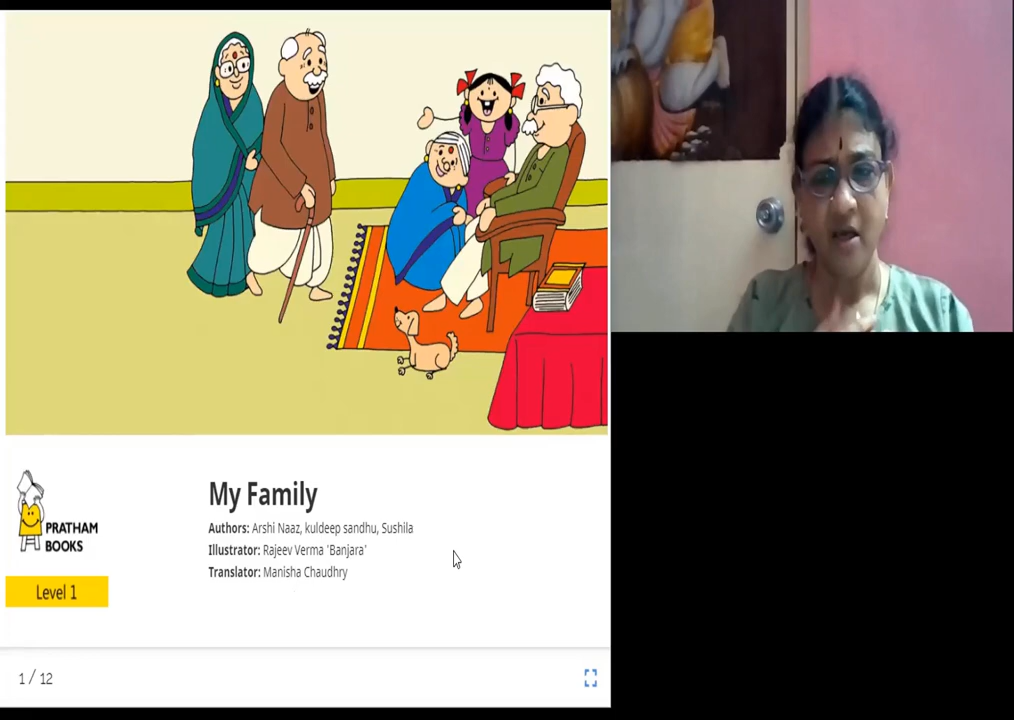 My Family
Authors: Arshi Naaz, kuldeep sandhu, Sushila
Illustrator: Rajeev Verma 'Banjara'
Translator: Manisha Chaudhry
PRATHAM
BOOKS
Level 1
1 / 12